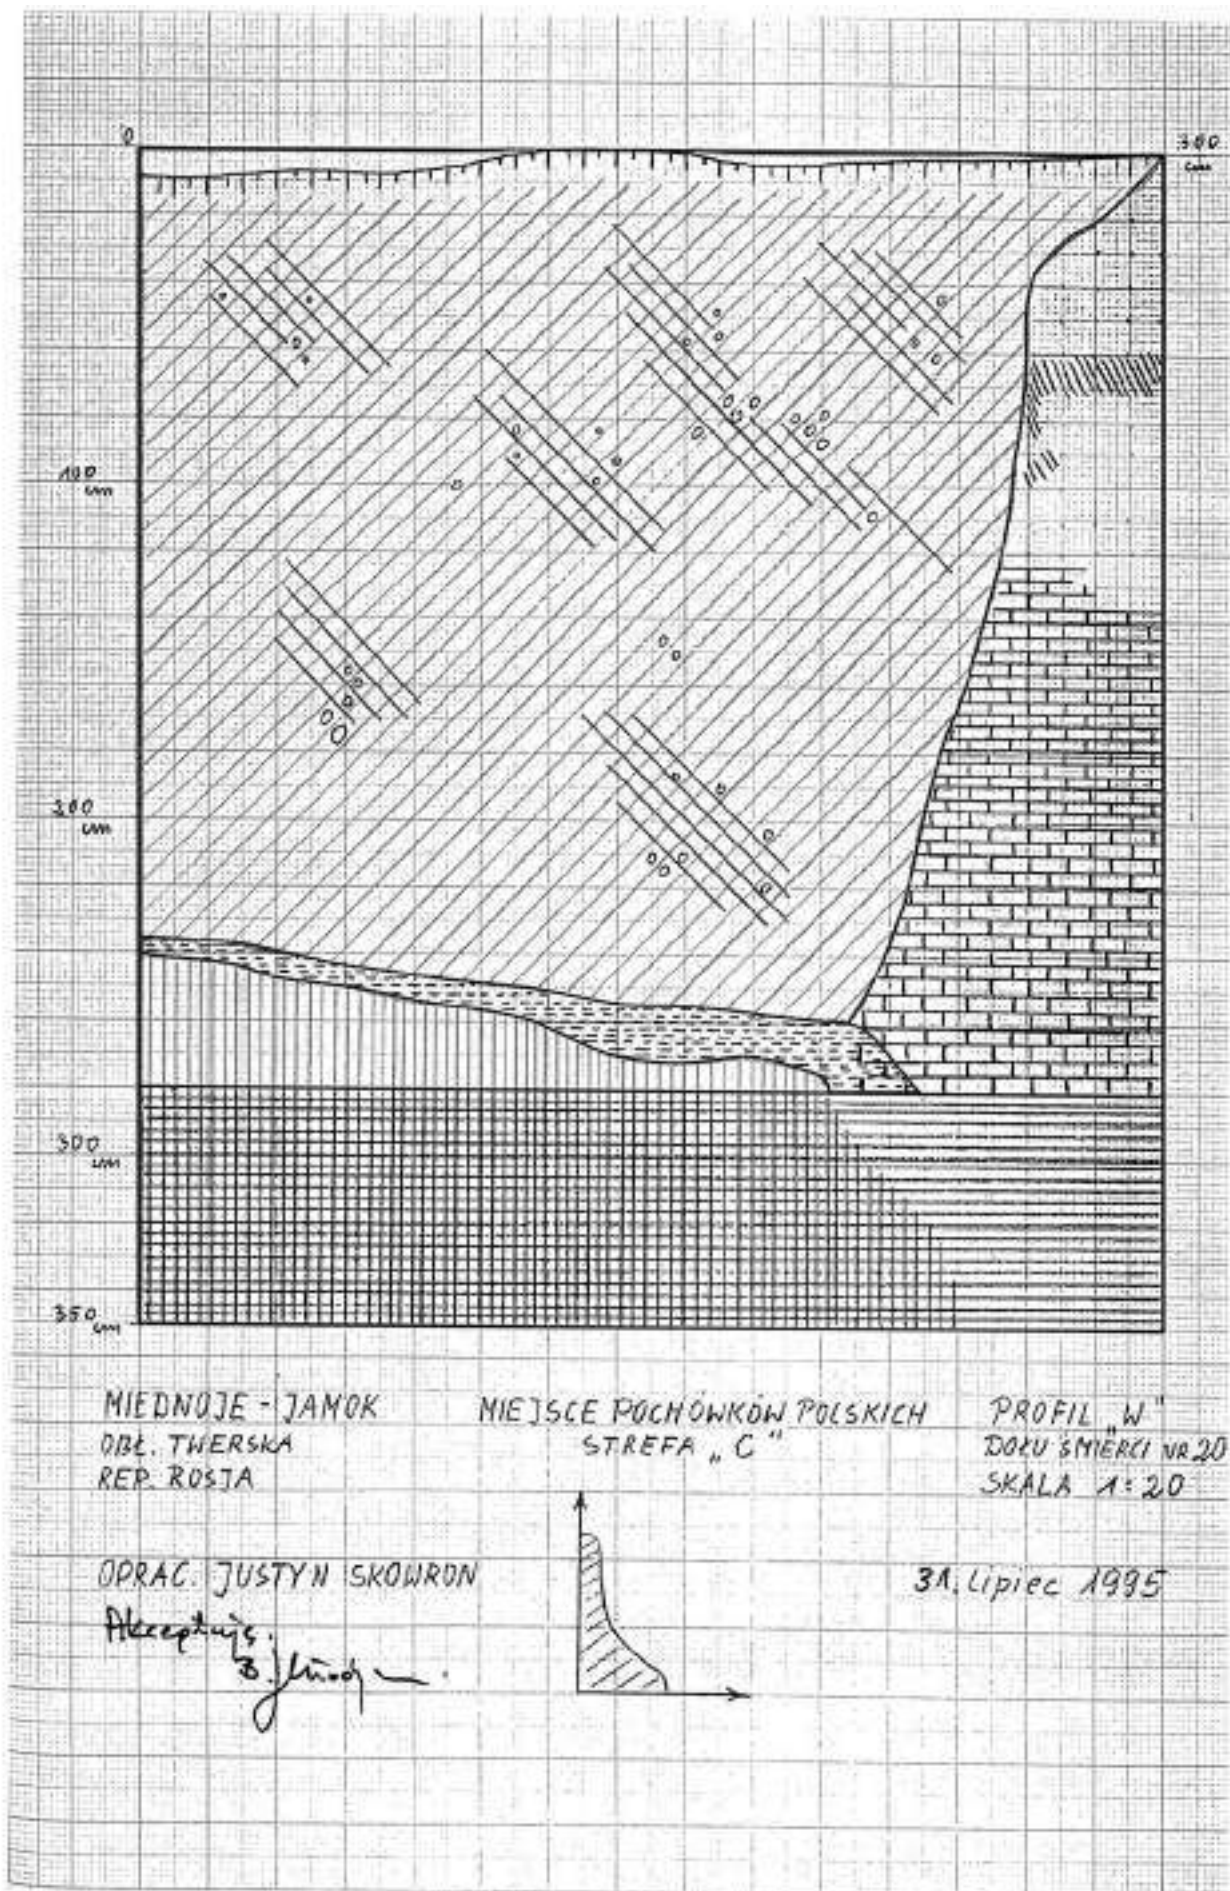 0
300
cm
100
cm
200
cm
300
cm
350
cm
MIEDNOJE - JAMOK
OBŁ. TWERSKA
REP. ROSJA
MIEJSCE POCHÓWKÓW POLSKICH
STREFA „C"
PROFIL „W"
DOŁU ŚMIERCI NR 20
SKALA 1:20
OPRAC. JUSTYN SKOWRON
31. Lipiec 1995
Akceptuję.
B.